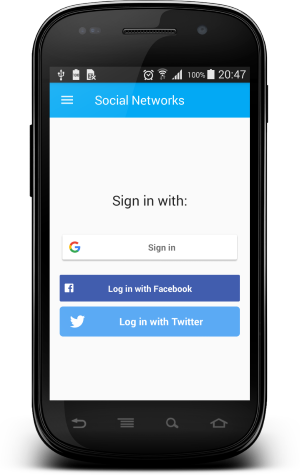 100% 20:47
Social Networks
Sign in with:
Sign in
Log in with Facebook
Log in with Twitter